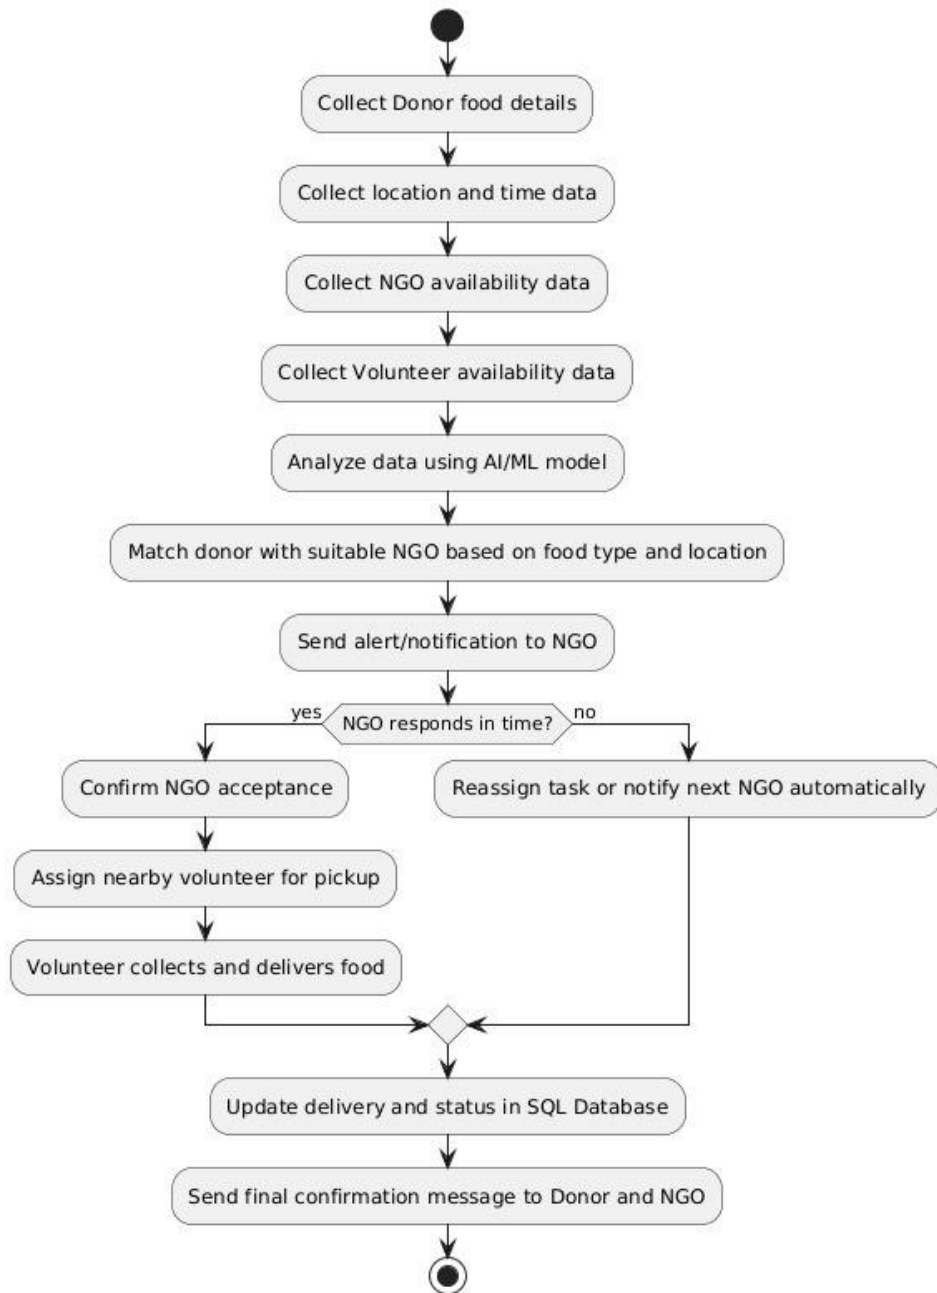 Collect Donor food details
Collect location and time data
Collect NGO availability data
Collect Volunteer availability data
Analyze data using AI/ML model
Match donor with suitable NGO based on food type and location
Send alert/notification to NGO
yes
NGO responds in time?
no
Confirm NGO acceptance
Reassign task or notify next NGO automatically
Assign nearby volunteer for pickup
Volunteer collects and delivers food
Update delivery and status in SQL Database
Send final confirmation message to Donor and NGO